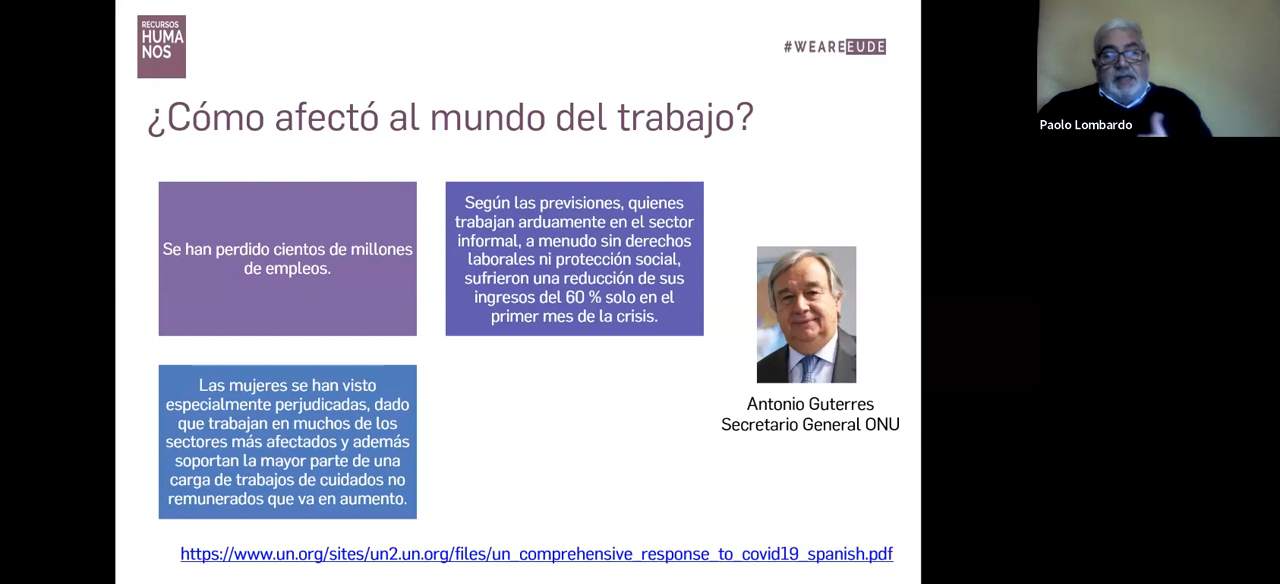 RECURSOS
HUMA
NOS
#WEAREEUDE
¿Cómo afectó al mundo del trabajo?
Se han perdido cientos de millones
de empleos.
Según las previsiones, quienes
trabajan arduamente en el sector
informal, a menudo sin derechos
laborales ni protección social,
sufrieron una reducción de sus
ingresos del 60 % solo en el
primer mes de la crisis.
Las mujeres se han visto
especialmente perjudicadas, dado
que trabajan en muchos de los
sectores más afectados y además
soportan la mayor parte de una
carga de trabajos de cuidados no
remunerados que va en aumento.
Antonio Guterres
Secretario General ONU
https://www.un.org/sites/un2.un.org/files/un_comprehensive_response_to_covid19_spanish.pdf
Paolo Lombardo